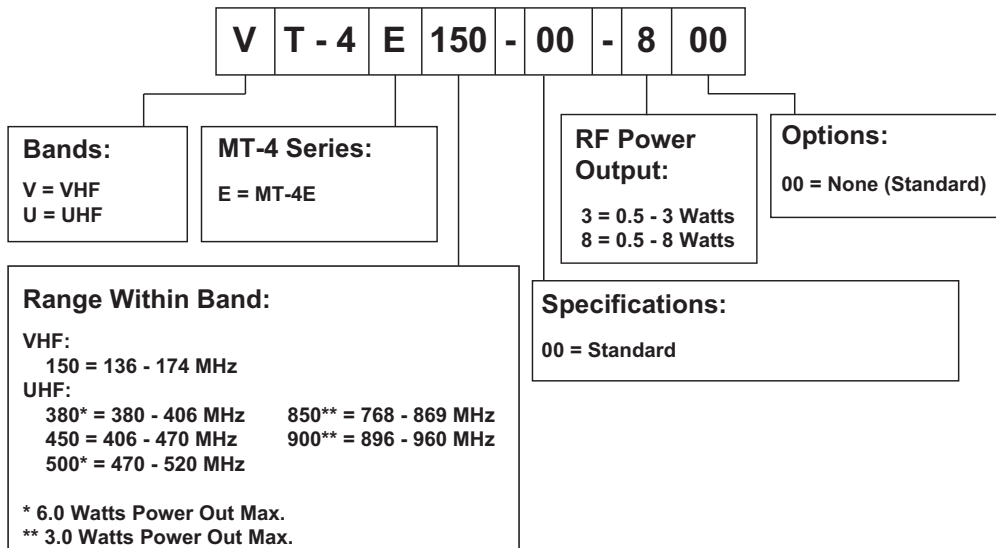 V T - 4 E 150 - 00 - 8 00
Bands:
V = VHF
U = UHF
MT-4 Series:
E = MT-4E
RF Power
Output:
3 = 0.5 - 3 Watts
8 = 0.5 - 8 Watts
Options:
00 = None (Standard)
Range Within Band:
VHF:
150 = 136 - 174 MHz
UHF:
380* = 380 - 406 MHz 850** = 768 - 869 MHz
450 = 406 - 470 MHz 900** = 896 - 960 MHz
500* = 470 - 520 MHz
* 6.0 Watts Power Out Max.
** 3.0 Watts Power Out Max.
Specifications:
00 = Standard